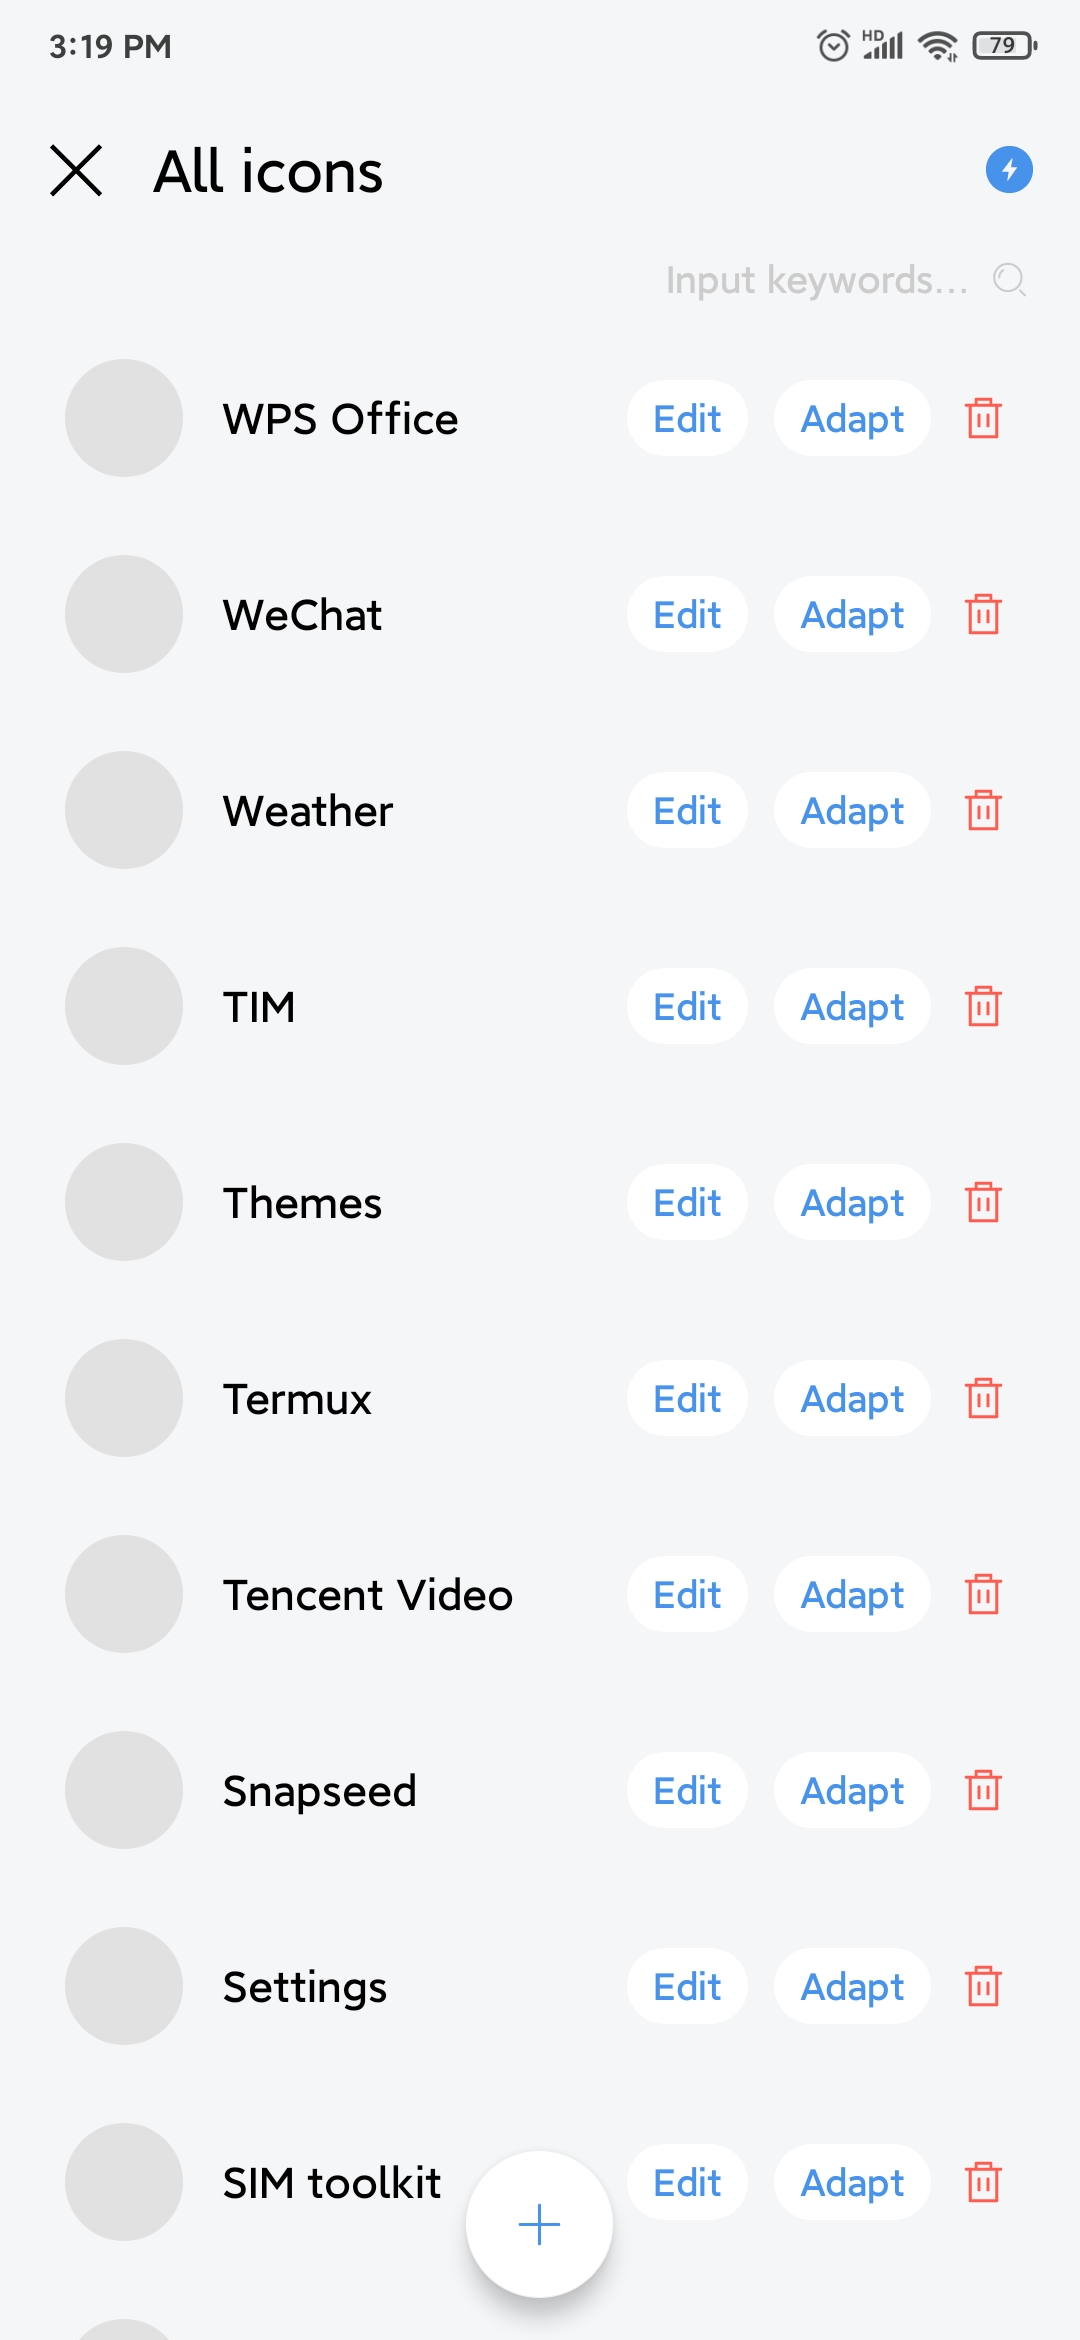 3:19 PM HD 79
All icons
Input keywords...
WPS Office Edit Adapt
WeChat Edit Adapt
Weather Edit Adapt
TIM Edit Adapt
Themes Edit Adapt
Termux Edit Adapt
Tencent Video Edit Adapt
Snapseed Edit Adapt
Settings Edit Adapt
SIM toolkit Edit Adapt